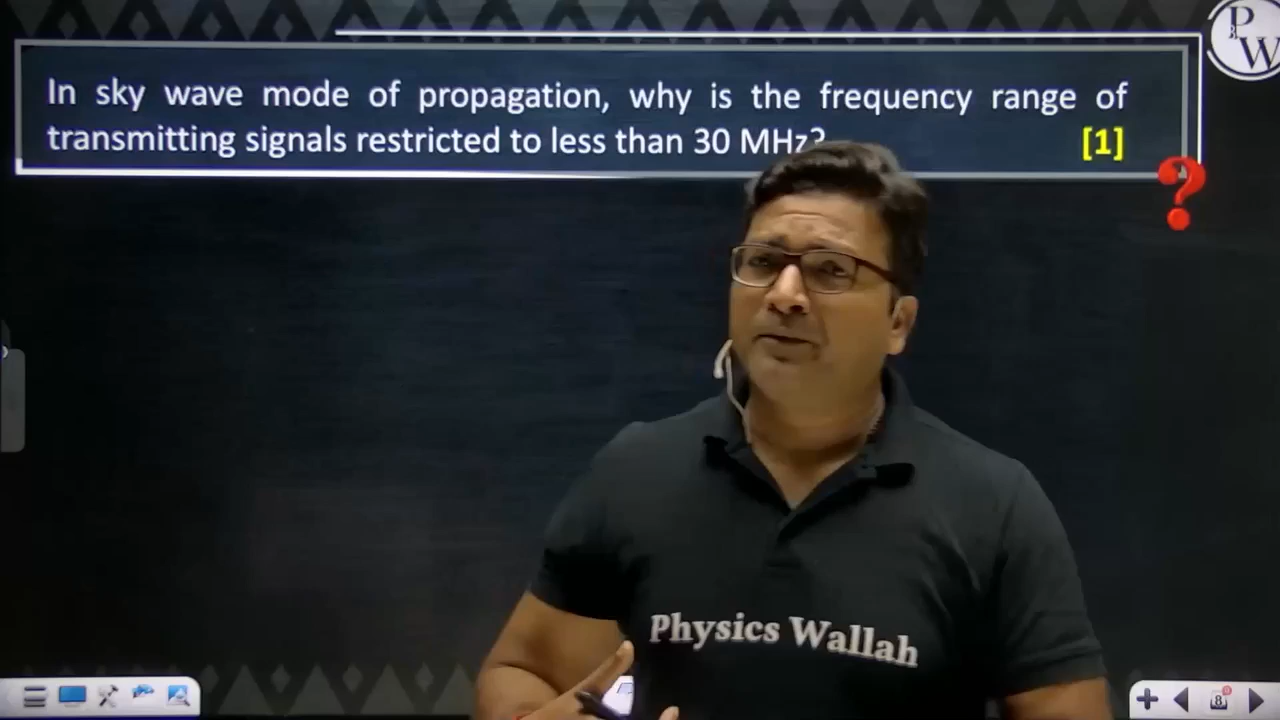 In sky wave mode of propagation, why is the frequency range of
transmitting signals restricted to less than 30 MHz?
[1]
P
W
?
Physics Wallah
8